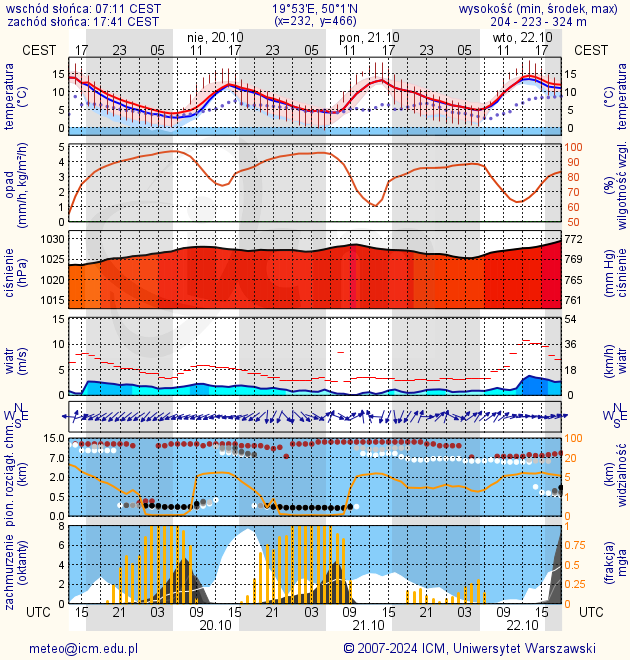 wschód słońca: 07:11 CEST 19°53'E, 50°1'N wysokość (min, środek, max)
zachód słońca: 17:41 CEST (x=232, y=466) 204 - 223 - 324 m
nie, 20.10 pon, 21.10 wto, 22.10
CEST 17 23 05 11 17 23 05 11 17 23 05 11 17 CEST
temperatura (°C)
15 10 5 0
15 10 5 0
(°C) temperatura
opad (mm/h, kg/m²/h)
5 4 3 2 1 0
100 90 80 70 60 50
(%) wilgotność wzgl.
ciśnienie (hPa)
1030 1025 1020 1015
772 769 765 761
(mm Hg) ciśnienie
wiatr (m/s)
15 10 5 0
54 36 18 0
(km/h) wiatr
N W E S
N W E S
pion. rozciągł. chm. (km)
15.0 7.0 2.0 0.5 0.0
100 20 5 1 0
(km) widzialność
zachmurzenie (oktanty)
8 6 4 2 0
1 0.75 0.5 0.25 0
(frakcja) mgła
UTC 15 21 03 09 15 21 03 09 15 21 03 09 15 UTC
20.10 21.10 22.10
meteo@icm.edu.pl © 2007-2024 ICM, Uniwersytet Warszawski